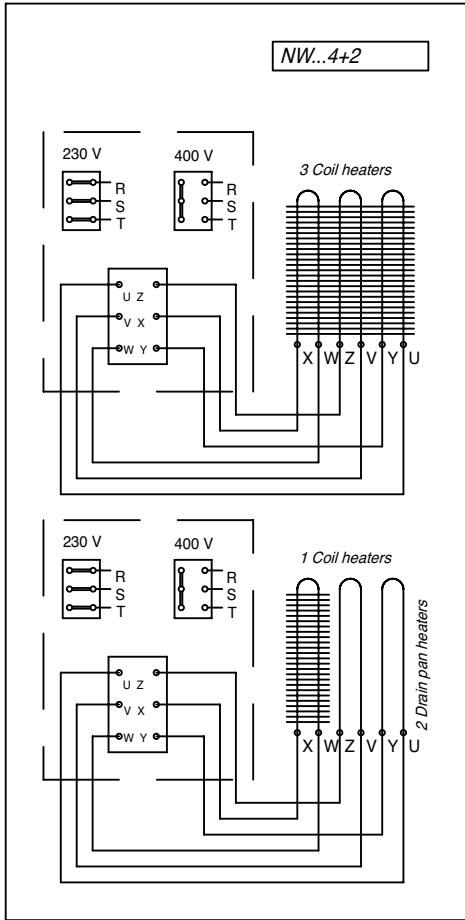 NW...4+2
230 V
400 V
3 Coil heaters
R
R
S
S
T
T
U Z
V X
W Y
X W Z V Y U
230 V
400 V
1 Coil heaters
R
R
S
S
T
T
2 Drain pan heaters
U Z
V X
W Y
X W Z V Y U